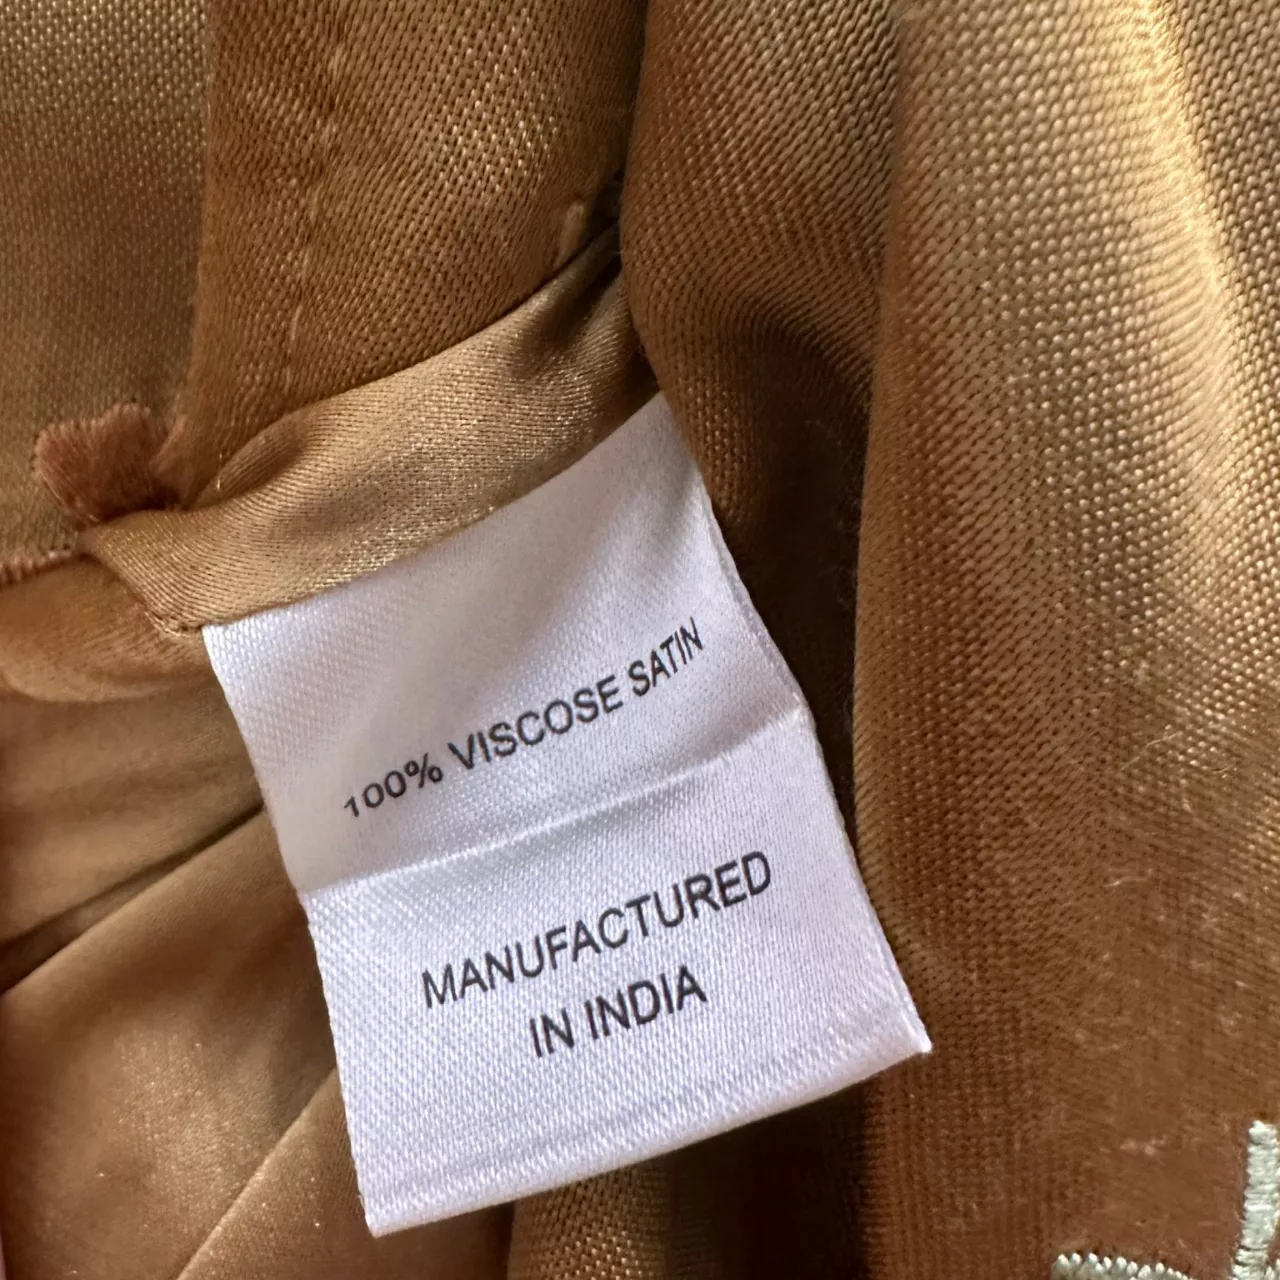 100% VISCOSE SATIN
MANUFACTURED
IN INDIA